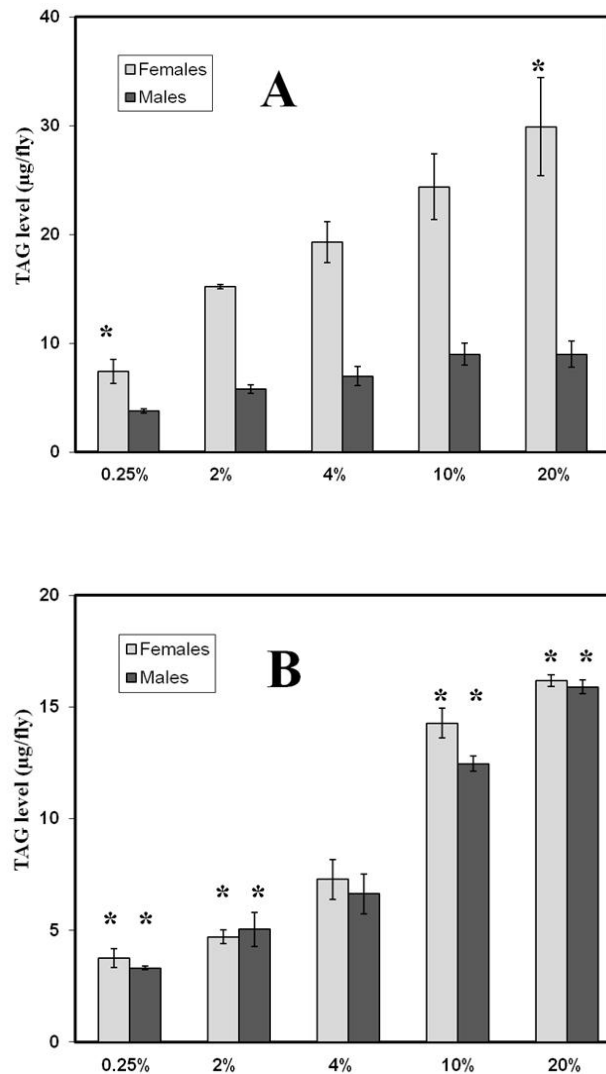 40
30
20
10
0
TAG level (µg/fly)
Females
Males
A
*
*
0.25% 2% 4% 10% 20%
20
15
10
5
0
TAG level (µg/fly)
Females
Males
B
* *
* *
* *
* *
0.25% 2% 4% 10% 20%